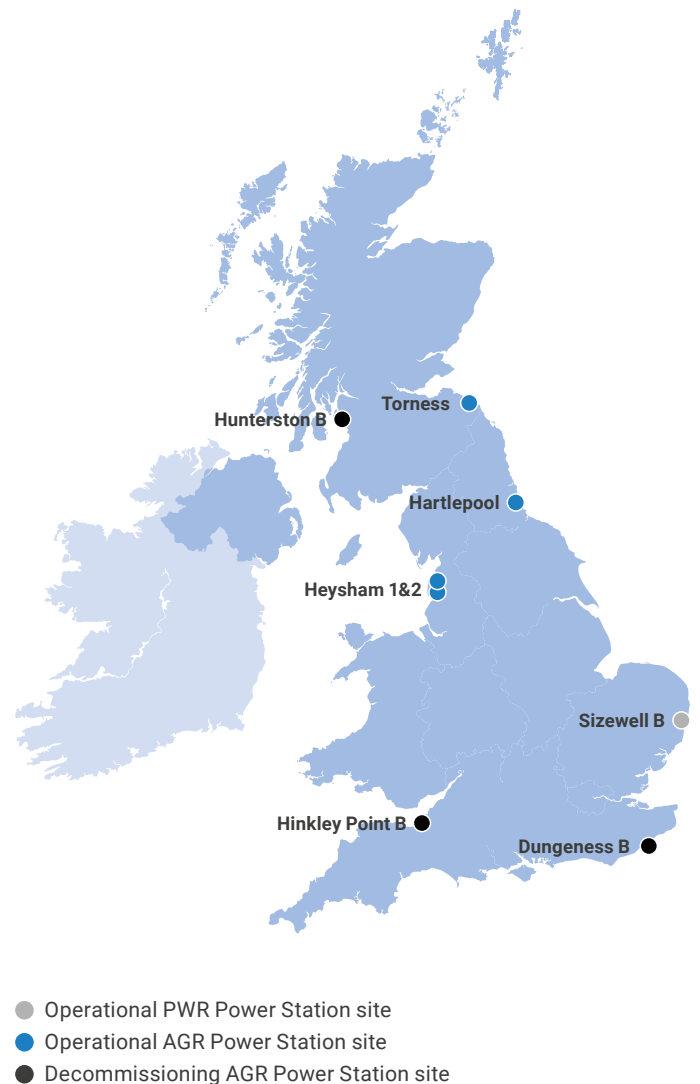 Torness
Hunterston B
Hartlepool
Heysham 1&2
Sizewell B
Hinkley Point B
Dungeness B
Operational PWR Power Station site
Operational AGR Power Station site
Decommissioning AGR Power Station site